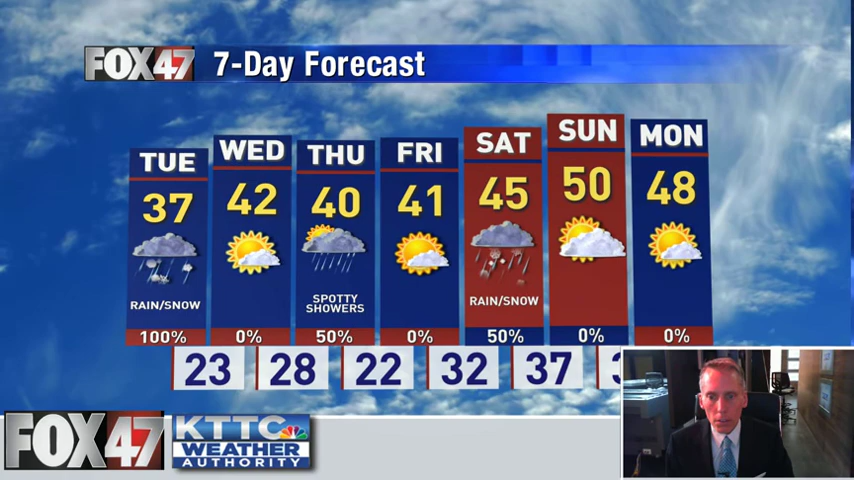 FOX47 7-Day Forecast
TUE WED THU FRI SAT SUN MON
37 42 40 41 45 50 48
RAIN/SNOW SPOTTY SHOWERS RAIN/SNOW
100% 0% 50% 0% 50% 0% 0%
23 28 22 32 37
FOX47
KTTC
WEATHER
AUTHORITY